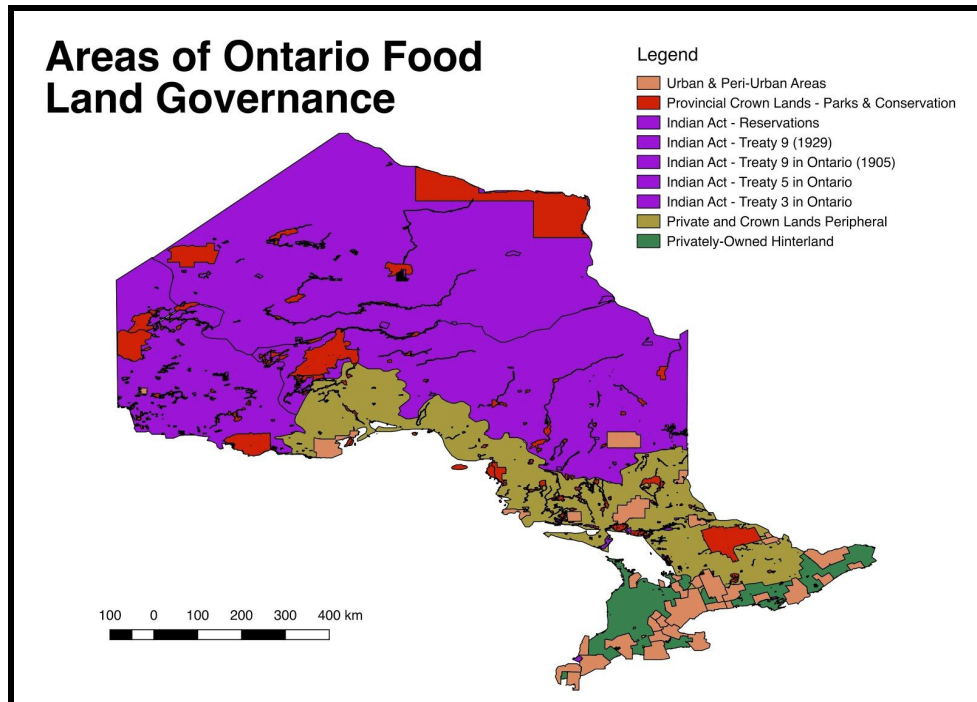 Areas of Ontario Food
Land Governance
Legend
Urban & Peri-Urban Areas
Provincial Crown Lands - Parks & Conservation
Indian Act - Reservations
Indian Act - Treaty 9 (1929)
Indian Act - Treaty 9 in Ontario (1905)
Indian Act - Treaty 5 in Ontario
Indian Act - Treaty 3 in Ontario
Private and Crown Lands Peripheral
Privately-Owned Hinterland
100 0 100 200 300 400 km